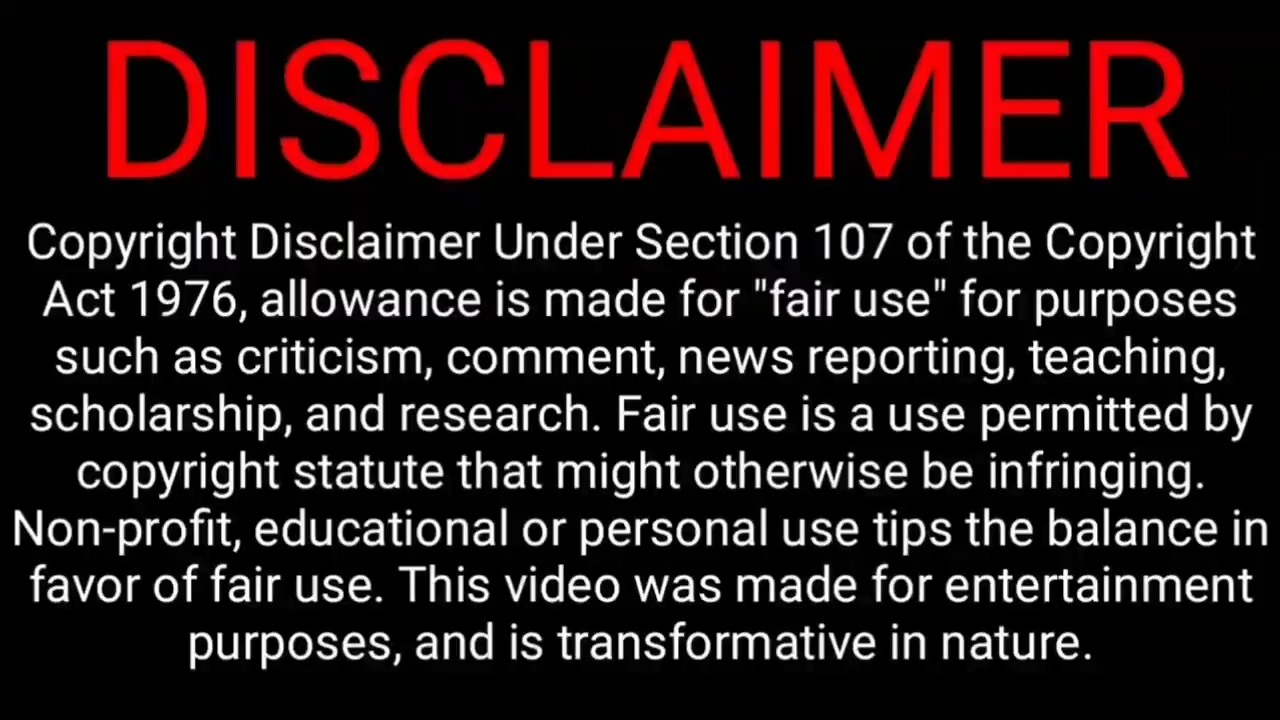 DISCLAIMER
Copyright Disclaimer Under Section 107 of the Copyright
Act 1976, allowance is made for "fair use" for purposes
such as criticism, comment, news reporting, teaching,
scholarship, and research. Fair use is a use permitted by
copyright statute that might otherwise be infringing.
Non-profit, educational or personal use tips the balance in
favor of fair use. This video was made for entertainment
purposes, and is transformative in nature.